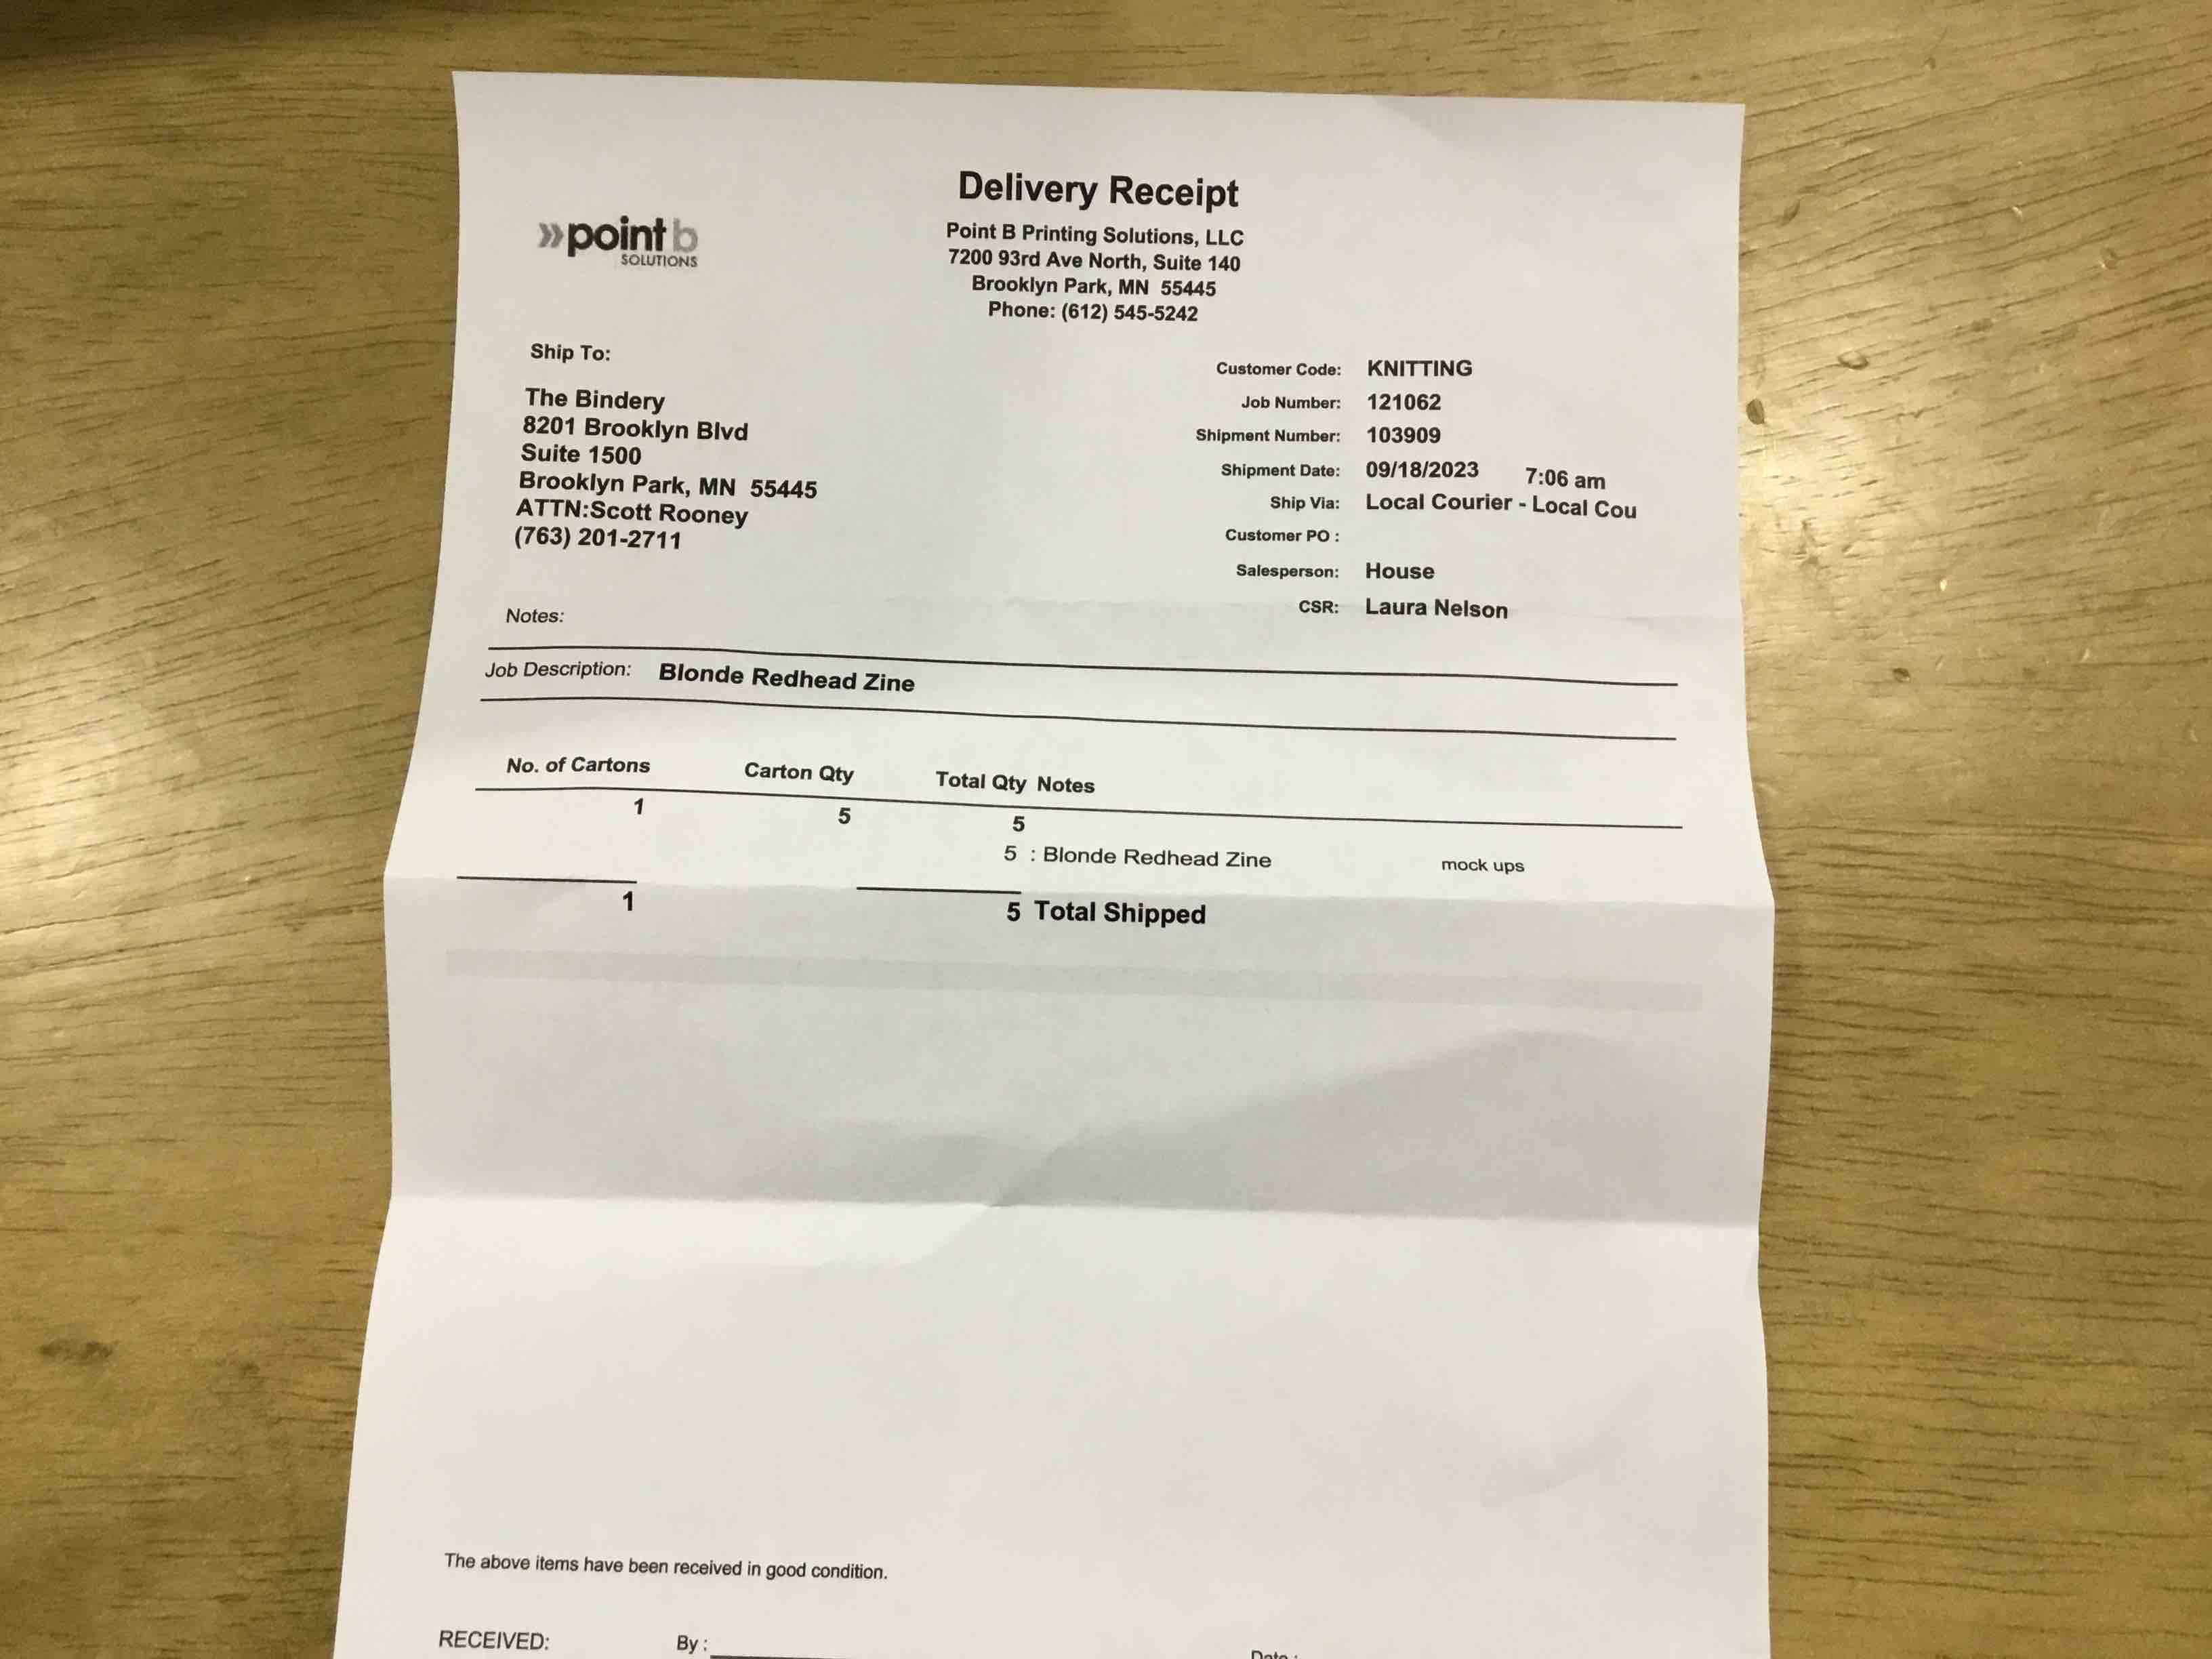 Delivery Receipt
»pointb
SOLUTIONS
Point B Printing Solutions, LLC
7200 93rd Ave North, Suite 140
Brooklyn Park, MN 55445
Phone: (612) 545-5242
Ship To:
The Bindery
8201 Brooklyn Blvd
Suite 1500
Brooklyn Park, MN 55445
ATTN:Scott Rooney
(763) 201-2711
Customer Code: KNITTING
Job Number: 121062
Shipment Number: 103909
Shipment Date: 09/18/2023 7:06 am
Ship Via: Local Courier - Local Cou
Customer PO :
Salesperson: House
CSR: Laura Nelson
Notes:
Job Description: Blonde Redhead Zine
No. of Cartons Carton Qty Total Qty Notes
1 5 5
5 : Blonde Redhead Zine mock ups
1 5 Total Shipped
The above items have been received in good condition.
RECEIVED: By : Date :